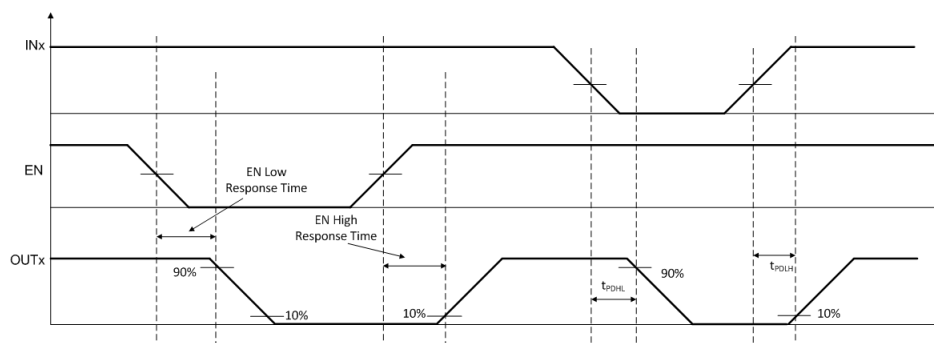 INx
EN
EN Low
Response Time
EN High
Response Time
OUTx
90%
10%
10%
tPDHL
90%
tPDLH
10%